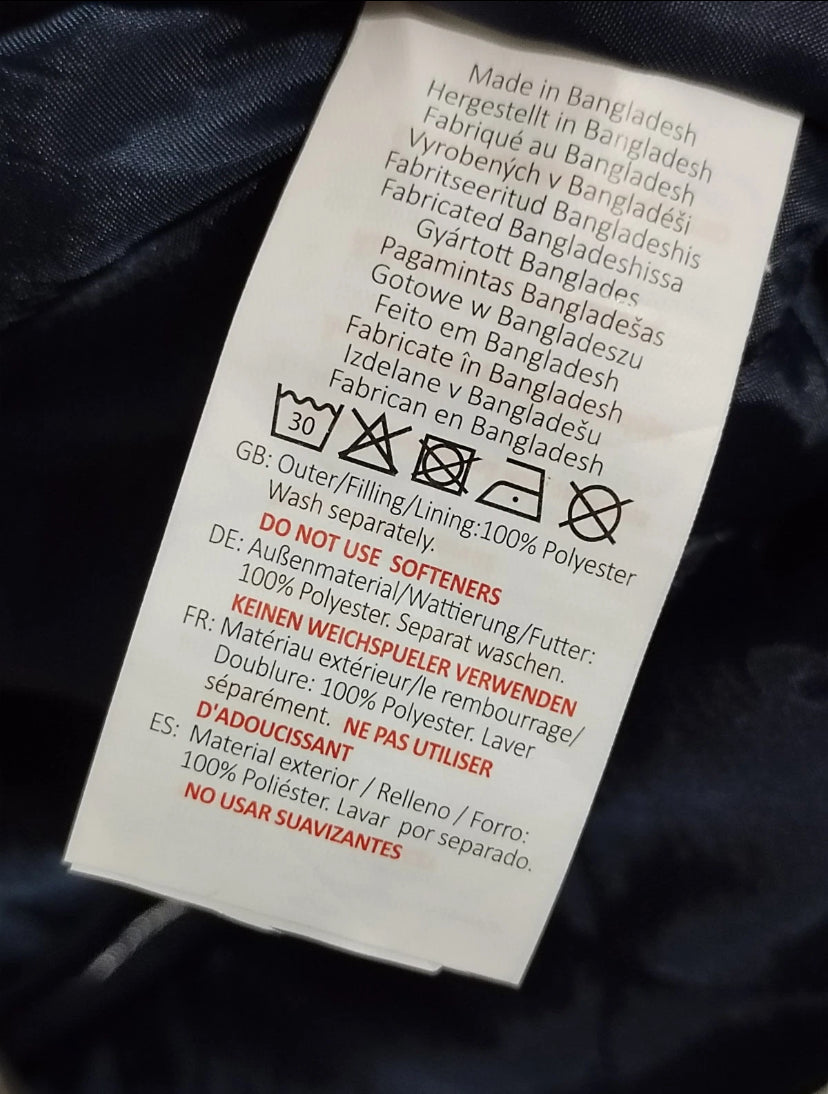 Made in Bangladesh
Hergestellt in Bangladesh
Fabriqué au Bangladesh
Vyrobených v Bangladéši
Fabritseeritud Bangladeshis
Fabricated Bangladeshissa
Gyártott Banglades
Pagamintas Bangladešas
Gotowe w Bangladeszu
Feito em Bangladesh
Fabricate în Bangladesh
Izdelane v Bangladešu
Fabrican en Bangladesh
30
GB: Outer/Filling/Lining:100% Polyester
Wash separately.
DO NOT USE SOFTENERS
DE: Außenmaterial/Wattierung/Futter:
100% Polyester. Separat waschen.
KEINEN WEICHSPUELER VERWENDEN
FR: Matériau extérieur/le rembourrage/
Doublure: 100% Polyester. Laver
séparément. NE PAS UTILISER
D'ADOUCISSANT
ES: Material exterior / Relleno / Forro:
100% Poliéster. Lavar por separado.
NO USAR SUAVIZANTES